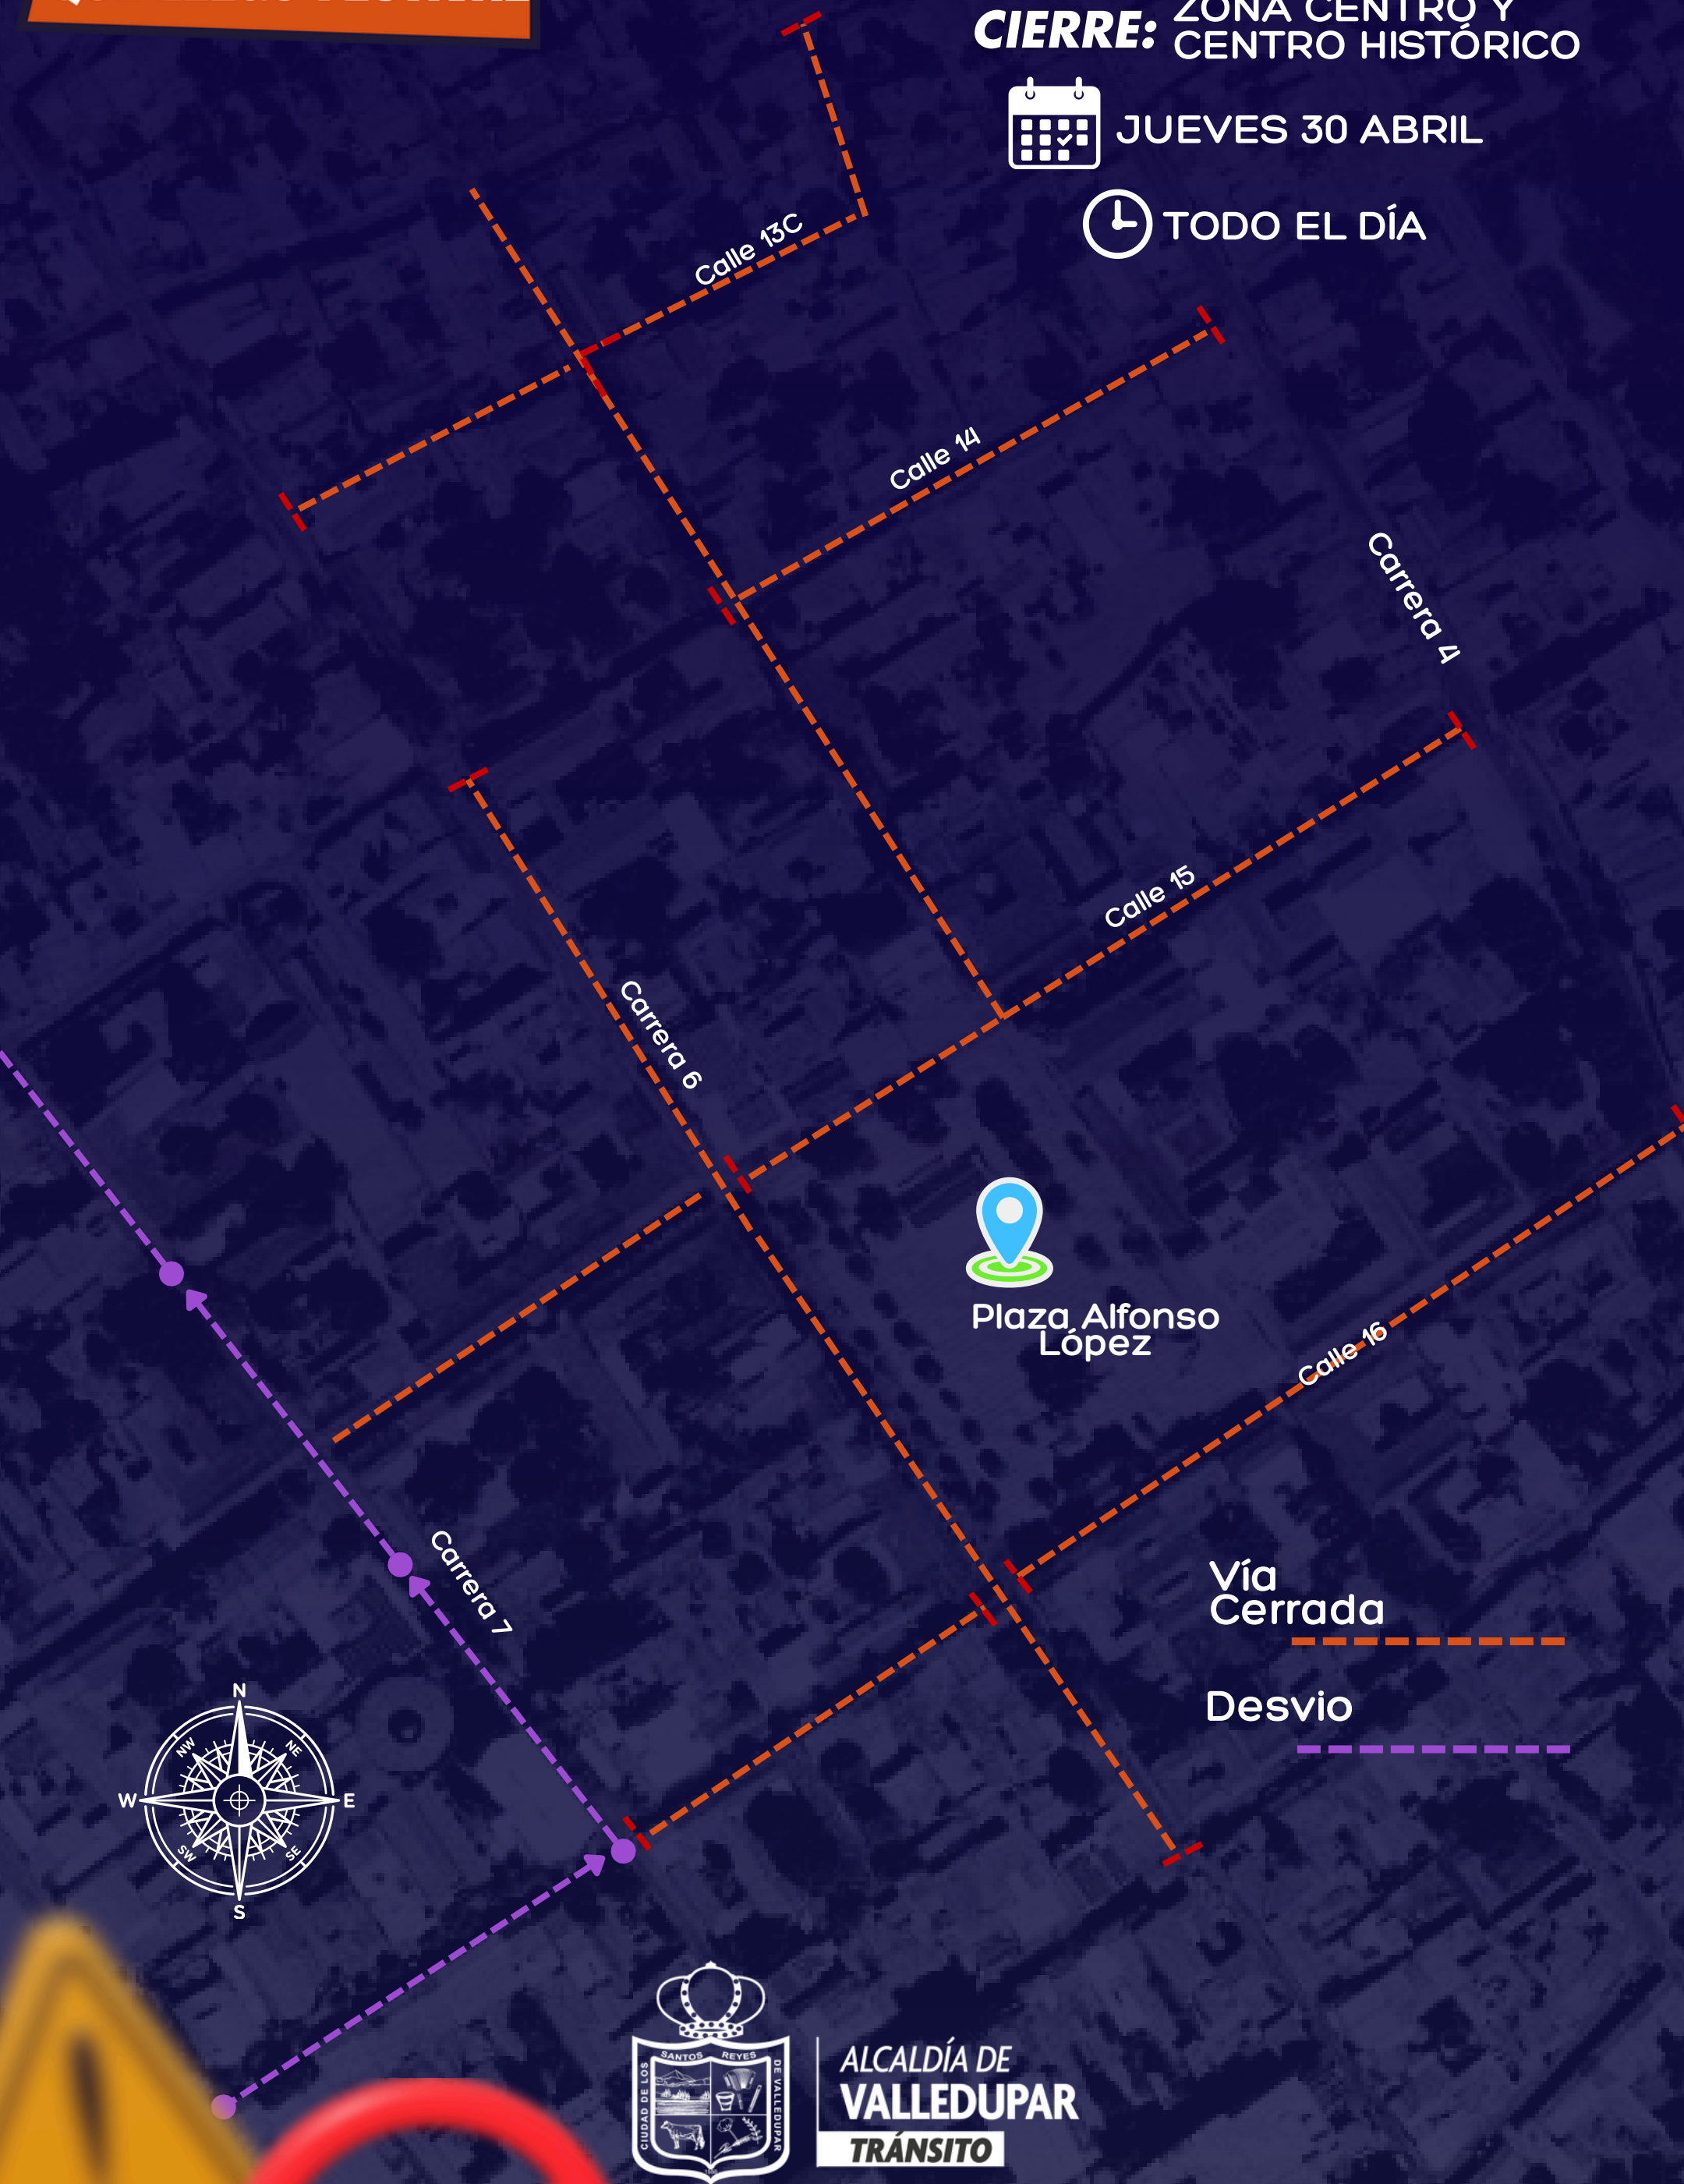 CIERRE:
ZONA CENTRO Y
CENTRO HISTÓRICO
JUEVES 30 ABRIL
TODO EL DÍA
Calle 13C
Calle 14
Carrera 4
Calle 15
Carrera 6
Plaza Alfonso
López
Calle 16
Carrera 7
Vía
Cerrada
Desvio
N
NW
NE
W
E
SW
SE
S
SANTOS REYES
CIUDAD DE LOS
DE VALLEDUPAR
ALCALDÍA DE
VALLEDUPAR
TRÁNSITO